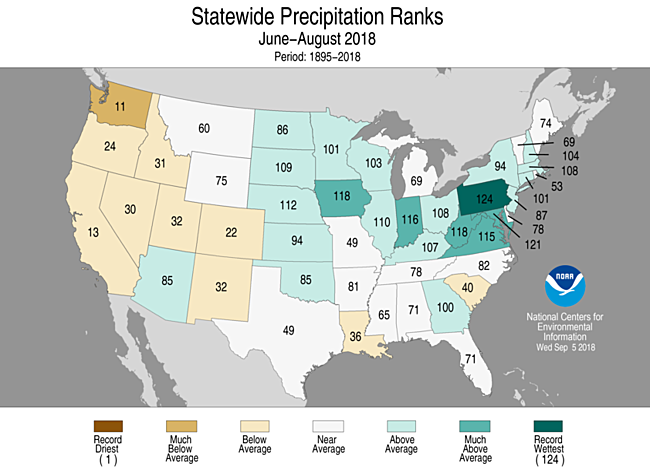 Statewide Precipitation Ranks
June–August 2018
Period: 1895–2018
11
60
86
101
74
24
31
109
103
69
104
94
75
69
108
53
118
124
101
112
30
110
116
108
87
13
32
22
94
49
118
115
78
107
121
85
32
85
81
78
82
40
49
65
71
100
36
71
NOAA
National Centers for
Environmental
Information
Wed Sep 5 2018
Record
Driest
( 1 )
Much
Below
Average
Below
Average
Near
Average
Above
Average
Much
Above
Average
Record
Wettest
( 124 )